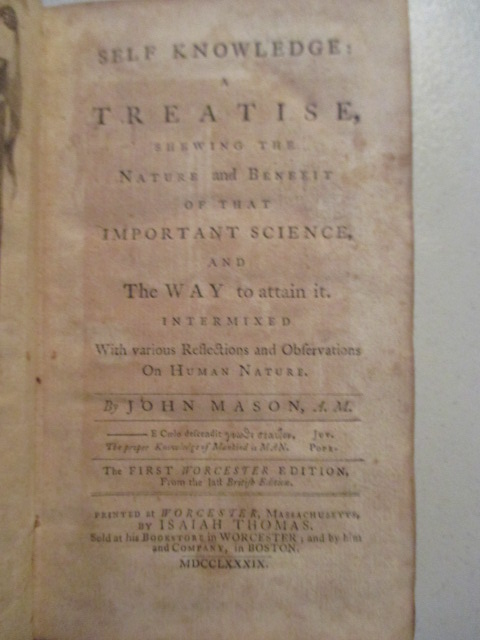 SELF KNOWLEDGE:
A
TREATISE,
SHEWING THE
NATURE and BENEFIT
OF THAT
IMPORTANT SCIENCE,
AND
The WAY to attain it.
INTERMIXED
With various Reflections and Obſervations
On HUMAN NATURE.
By JOHN MASON, A. M.
E Cœlo deſcendit γνωθι σεαυτον, JUV.
The proper Knowledge of Mankind is MAN. POPE.
The FIRST WORCESTER EDITION,
From the laſt Britiſh Edition.
PRINTED at WORCESTER, MASSACHUSETTS,
BY ISAIAH THOMAS.
Sold at his BOOKSTORE in WORCESTER; and by him
and COMPANY, in BOSTON.
MDCCLXXXIX.